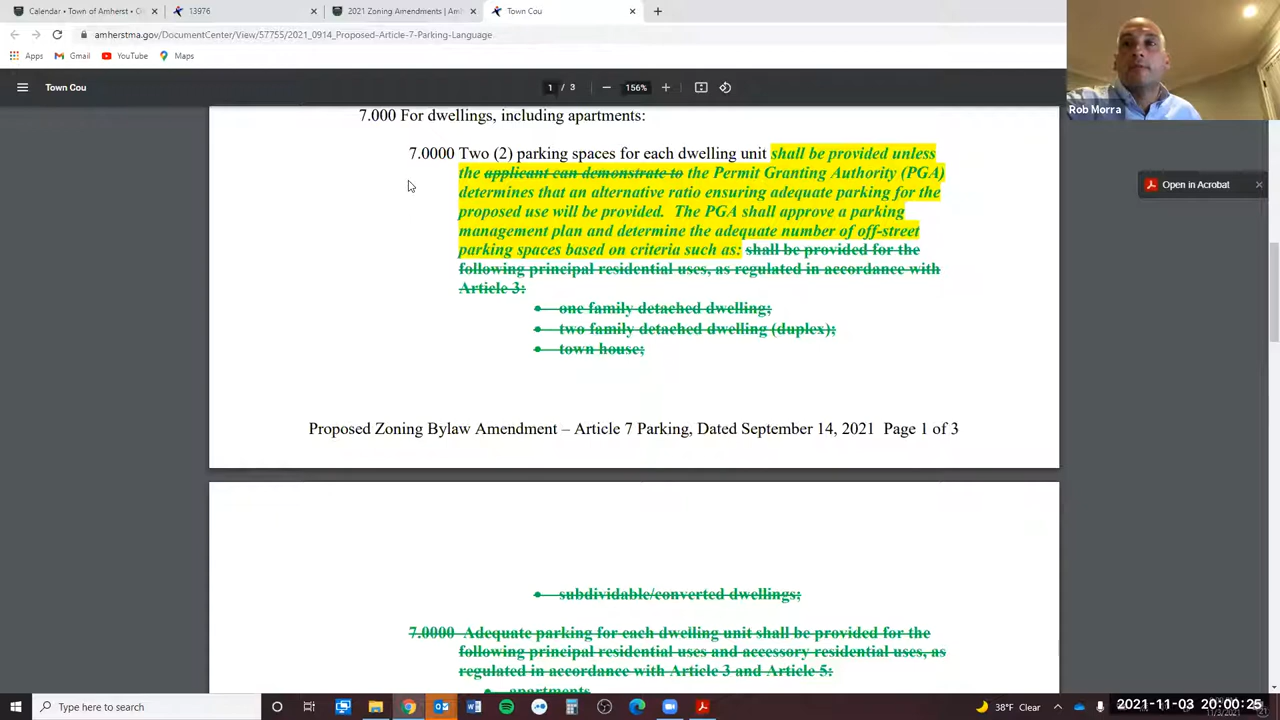 Calendar • Town of Amherst
13976
2021 Zoning Amendments | Amh
Town Cou
amherstma.gov/DocumentCenter/View/57755/2021_0914_Proposed-Article-7-Parking-Language
Apps
Gmail
YouTube
Maps
Town Cou
1 / 3
156%
Rob Morra
Open in Acrobat
7.000 For dwellings, including apartments:
7.0000 Two (2) parking spaces for each dwelling unit shall be provided unless
the applicant can demonstrate to the Permit Granting Authority (PGA)
determines that an alternative ratio ensuring adequate parking for the
proposed use will be provided. The PGA shall approve a parking
management plan and determine the adequate number of off-street
parking spaces based on criteria such as: shall be provided for the
following principal residential uses, as regulated in accordance with
Article 3:
• one family detached dwelling;
• two family detached dwelling (duplex);
• town house;
Proposed Zoning Bylaw Amendment – Article 7 Parking, Dated September 14, 2021 Page 1 of 3
• subdividable/converted dwellings;
7.0000 Adequate parking for each dwelling unit shall be provided for the
following principal residential uses and accessory residential uses, as
regulated in accordance with Article 3 and Article 5:
• apartments
Type here to search
38°F Clear
2021-11-03 20:00:25